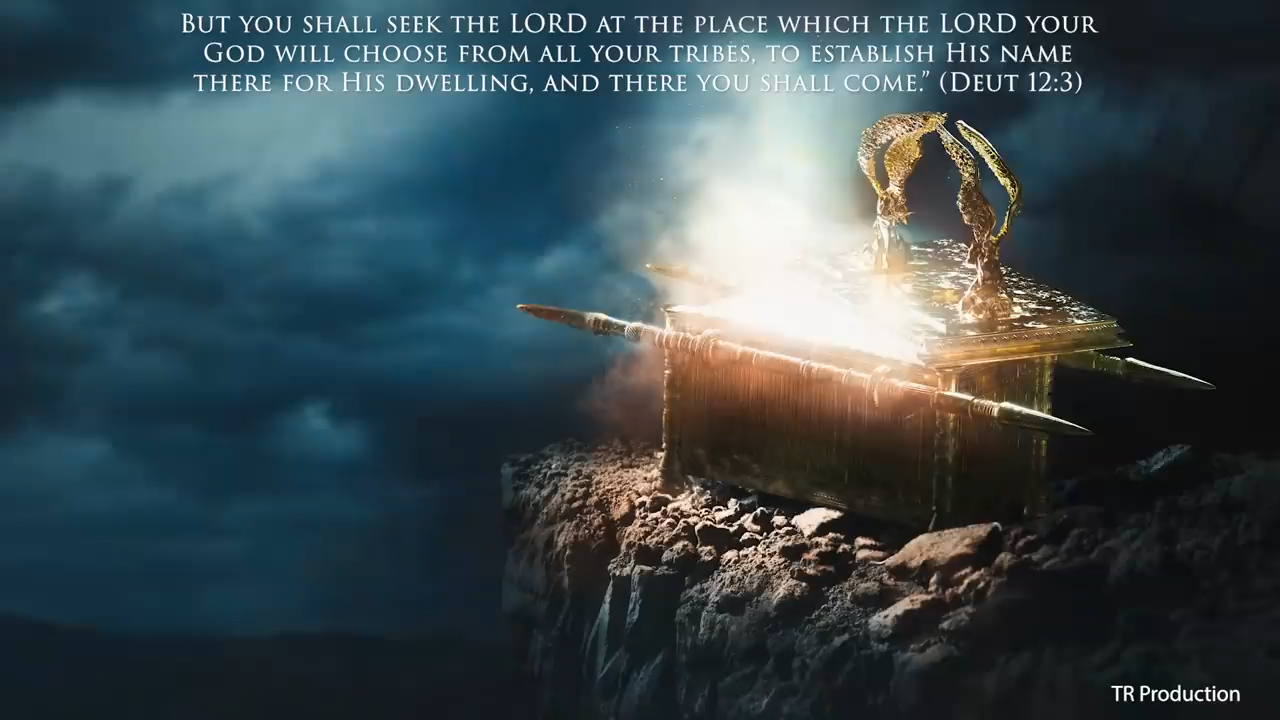 But you shall seek the LORD at the place which the LORD your
God will choose from all your tribes, to establish His name
there for His dwelling, and there you shall come.” (Deut 12:3)
TR Production